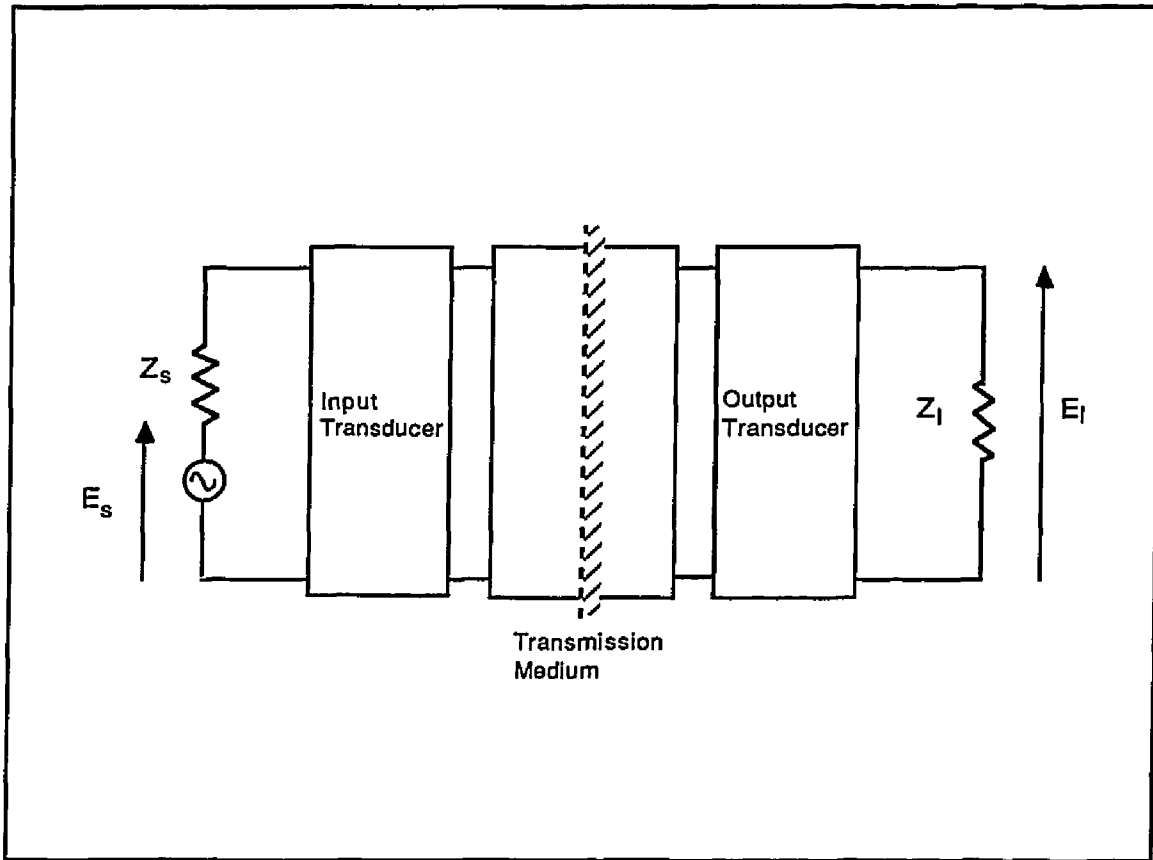 Zs
Es
Input
Transducer
Output
Transducer
Zl
El
Transmission
Medium